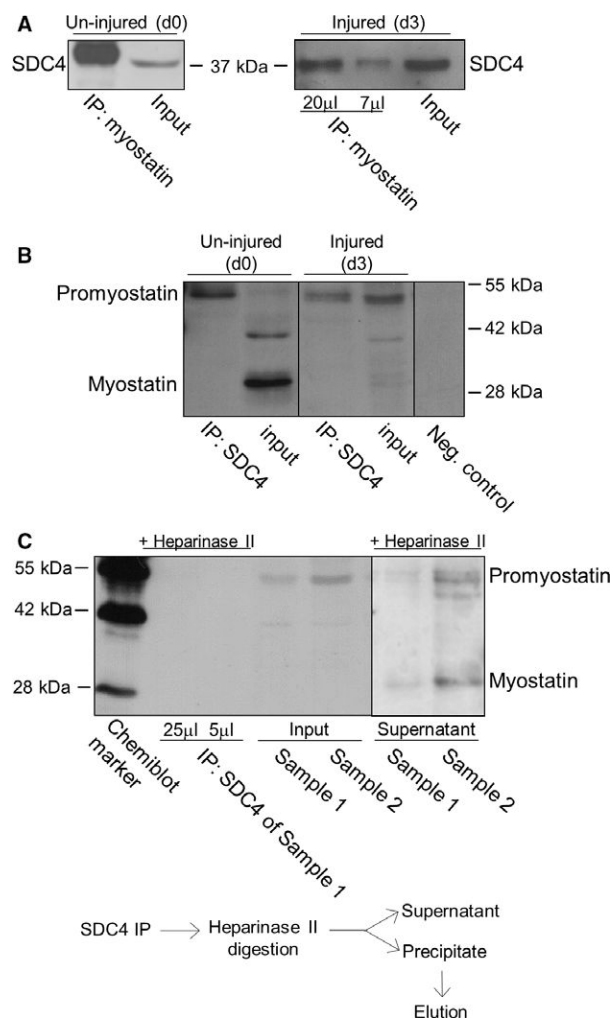 A
Un-injured (d0)
Injured (d3)
SDC4
37 kDa
SDC4
IP: myostatin
Input
20µl 7µl
IP: myostatin
Input
B
Un-injured (d0)
Injured (d3)
Promyostatin
Myostatin
55 kDa
42 kDa
28 kDa
IP: SDC4
input
IP: SDC4
input
Neg. control
C
+ Heparinase II
+ Heparinase II
55 kDa
42 kDa
28 kDa
Promyostatin
Myostatin
Chemiblot marker
25µl 5µl
IP: SDC4 of Sample 1
Input
Sample 1
Sample 2
Supernatant
Sample 1
Sample 2
SDC4 IP
Heparinase II
digestion
Supernatant
Precipitate
Elution